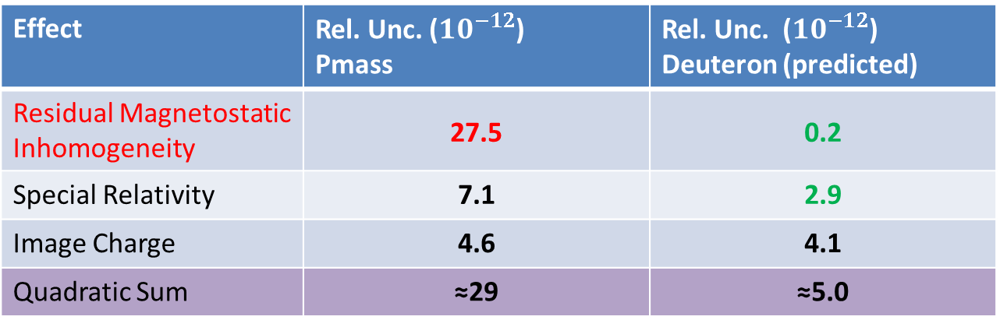 Effect
Rel. Unc. (10⁻¹²)
Pmass
Rel. Unc. (10⁻¹²)
Deuteron (predicted)
Residual Magnetostatic
Inhomogeneity
27.5
0.2
Special Relativity
7.1
2.9
Image Charge
4.6
4.1
Quadratic Sum
≈29
≈5.0